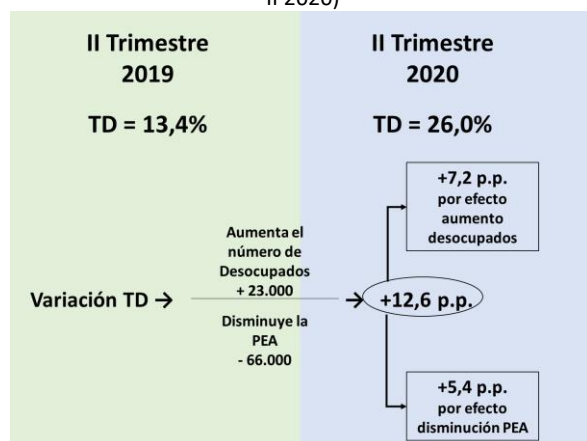 II 2020)
II Trimestre
2019
II Trimestre
2020
TD = 13,4%
TD = 26,0%
+7,2 p.p.
por efecto
aumento
desocupados
Aumenta el
número de
Desocupados
+ 23.000
Variación TD →
→ +12,6 p.p.
Disminuye la
PEA
- 66.000
+5,4 p.p.
por efecto
disminución PEA